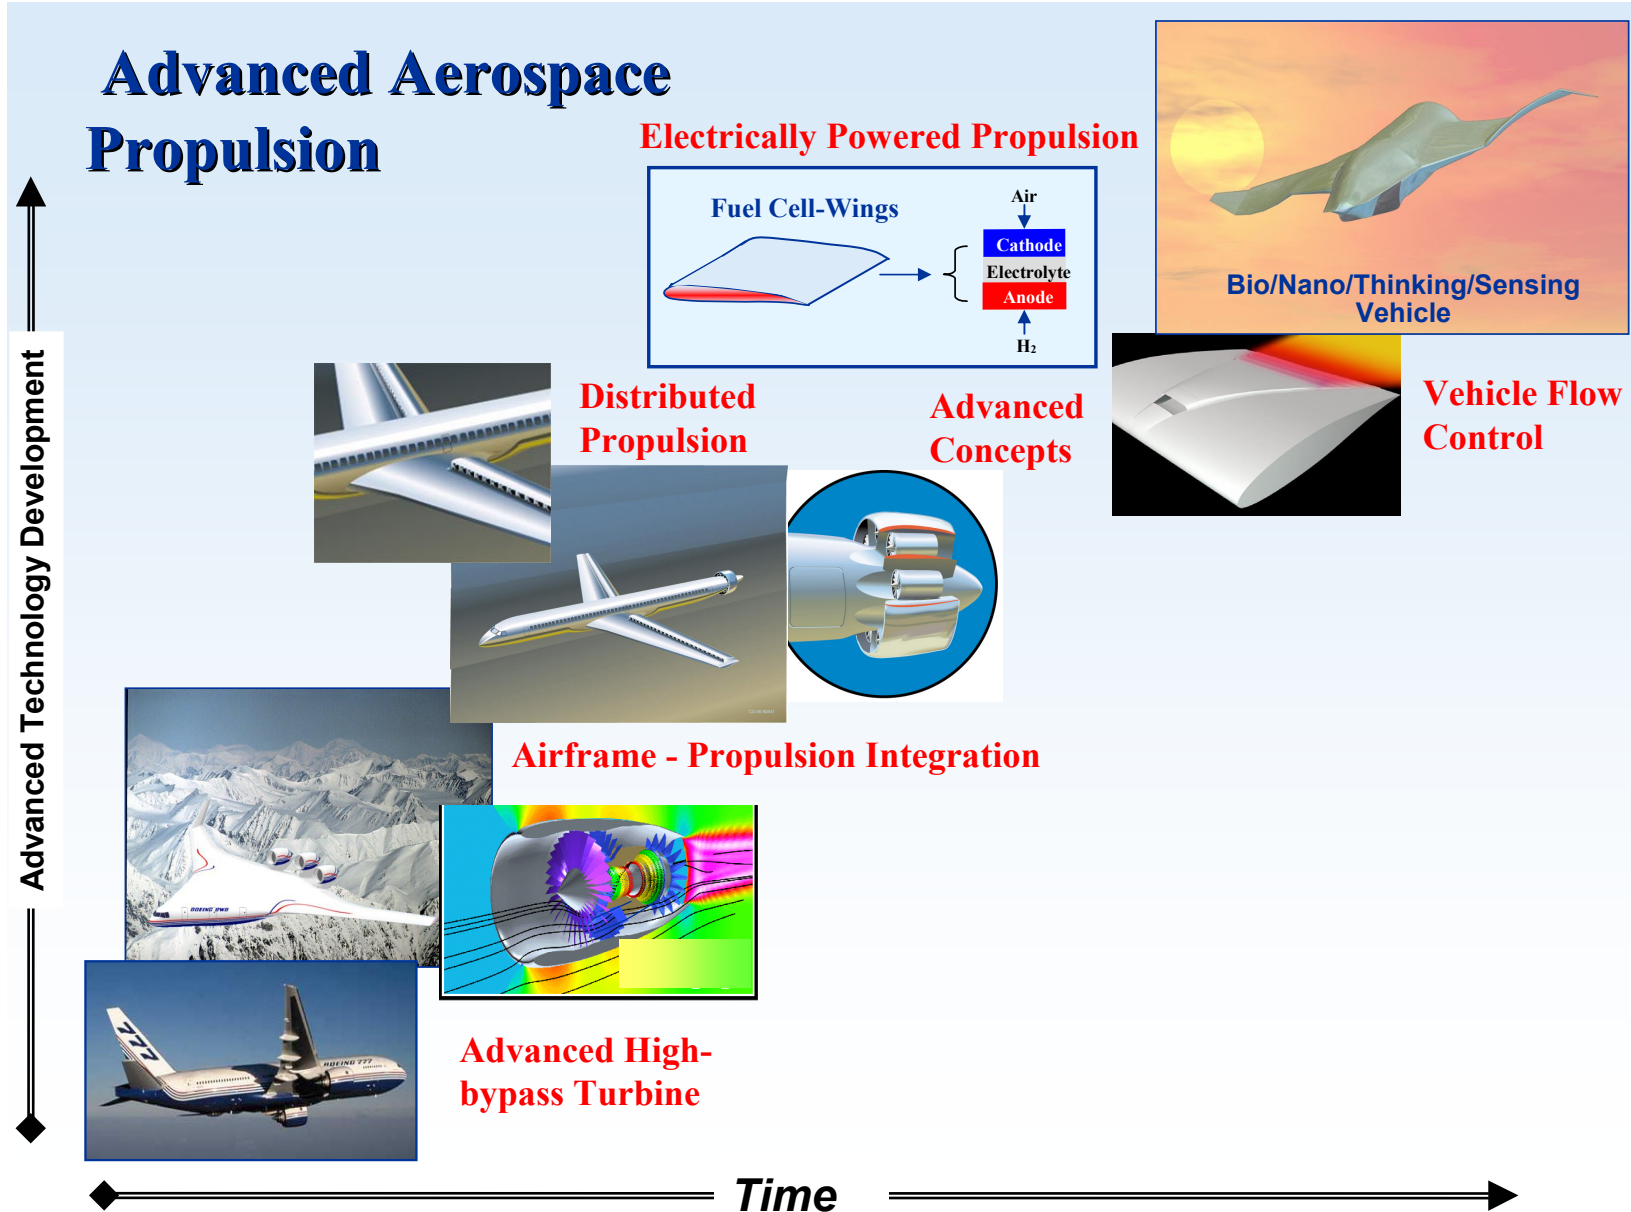 Advanced Aerospace
Propulsion
Electrically Powered Propulsion
Fuel Cell-Wings
Air
Cathode
Electrolyte
Anode
H₂
Bio/Nano/Thinking/Sensing
Vehicle
Distributed
Propulsion
Advanced
Concepts
Vehicle Flow
Control
Advanced Technology Development
Airframe - Propulsion Integration
BOEING BWB
777
BOEING 777
Advanced High-
bypass Turbine
Time